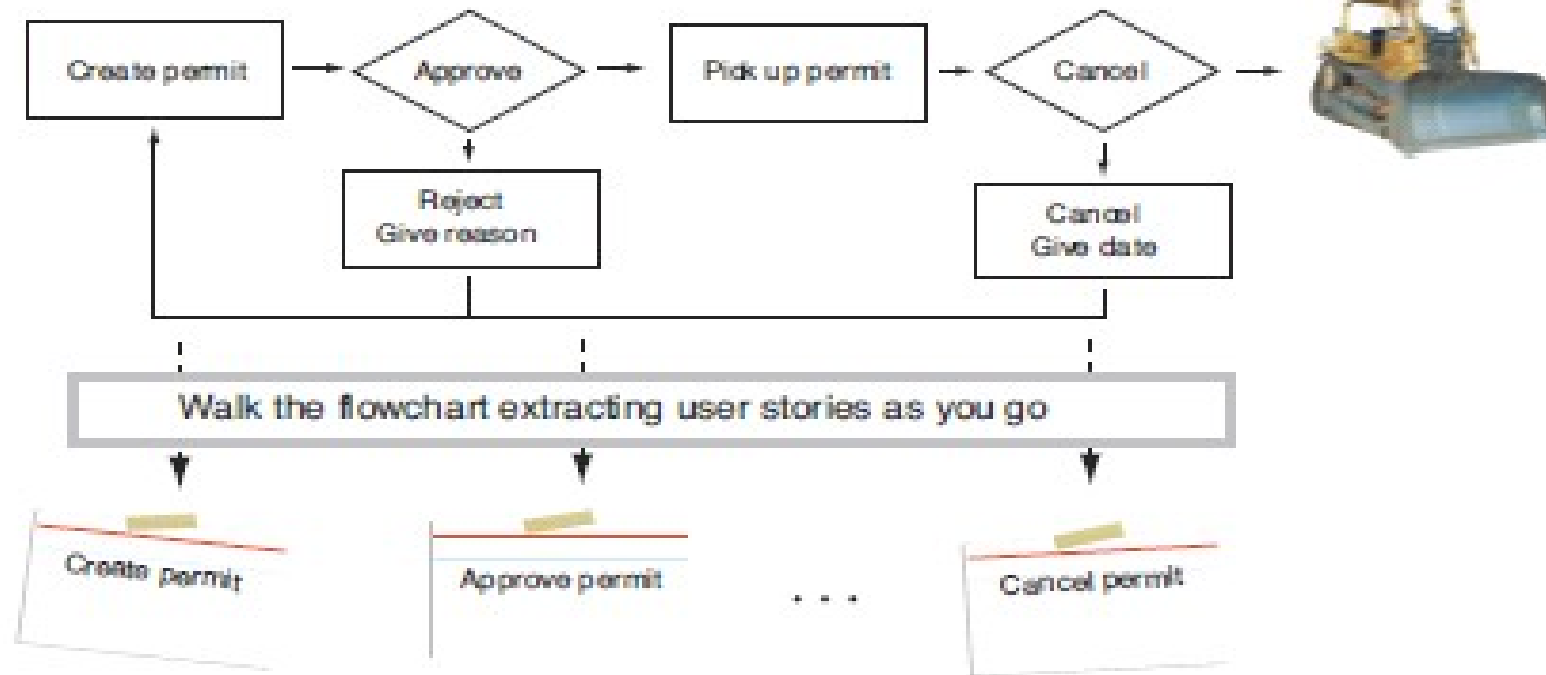 Create permit
Approve
Pick up permit
Cancel
Reject
Give reason
Cancel
Give date
Walk the flowchart extracting user stories as you go
Create permit
Approve permit
. . .
Cancel permit